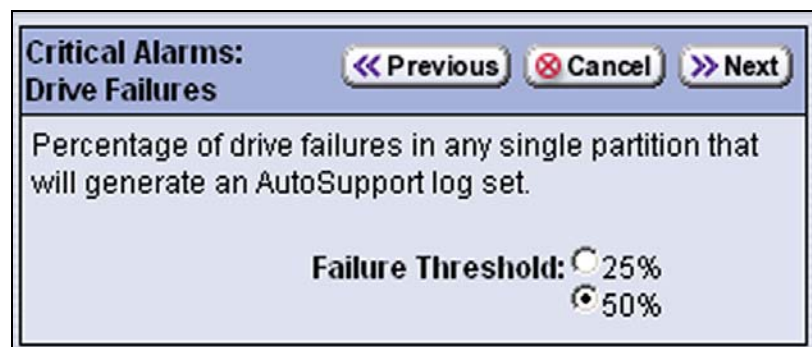 Critical Alarms:
Drive Failures
Previous
Cancel
Next
Percentage of drive failures in any single partition that
will generate an AutoSupport log set.
Failure Threshold: 25%
50%